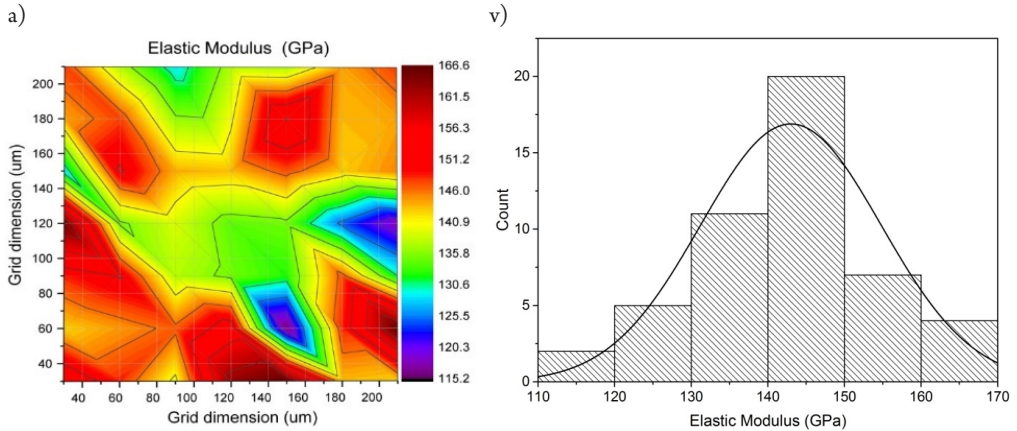 a)
Elastic Modulus (GPa)
Grid dimension (um)
200
180
160
140
120
100
80
60
40
40 60 80 100 120 140 160 180 200
Grid dimension (um)
166.6
161.5
156.3
151.2
146.0
140.9
135.8
130.6
125.5
120.3
115.2
v)
Count
20
15
10
5
0
110 120 130 140 150 160 170
Elastic Modulus (GPa)